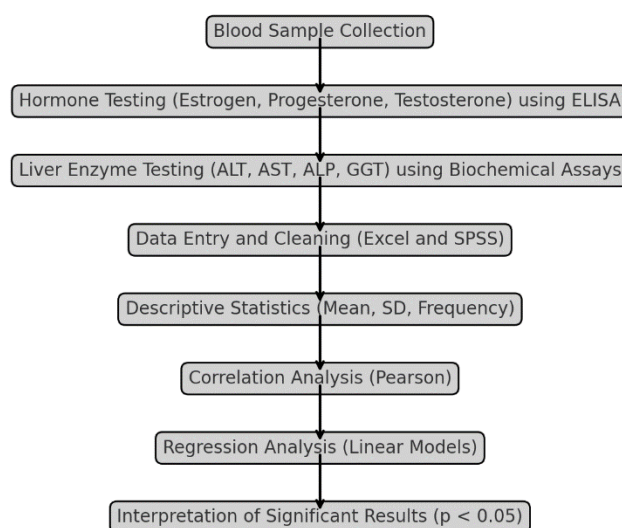 Blood Sample Collection
Hormone Testing (Estrogen, Progesterone, Testosterone) using ELISA
Liver Enzyme Testing (ALT, AST, ALP, GGT) using Biochemical Assays
Data Entry and Cleaning (Excel and SPSS)
Descriptive Statistics (Mean, SD, Frequency)
Correlation Analysis (Pearson)
Regression Analysis (Linear Models)
Interpretation of Significant Results (p < 0.05)